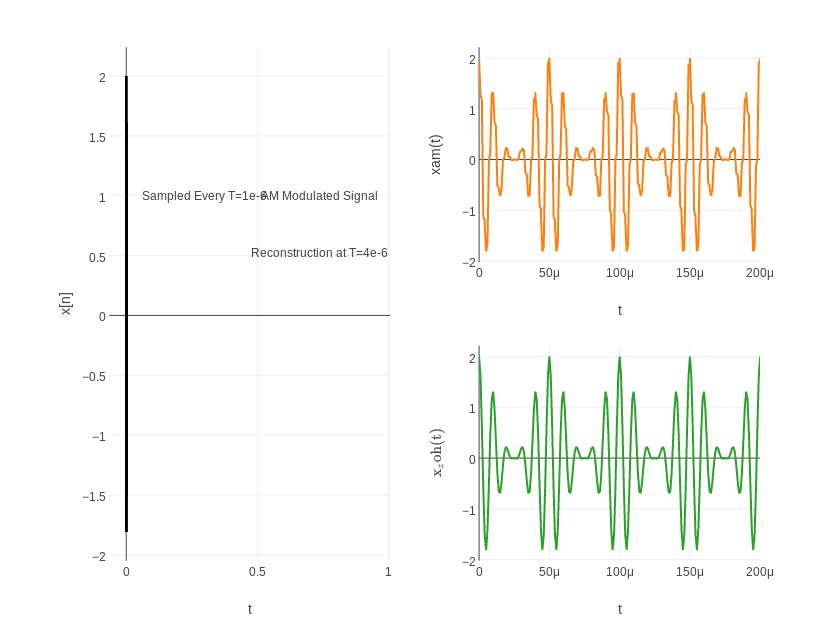 2
1.5
1
0.5
0
−0.5
−1
−1.5
−2
0
0.5
1
t
x[n]
Sampled Every T=1e-6
AM Modulated Signal
Reconstruction at T=4e-6
2
1
0
−1
−2
0
50μ
100μ
150μ
200μ
t
xam(t)
2
1
0
−1
−2
0
50μ
100μ
150μ
200μ
t
x_zoh(t)